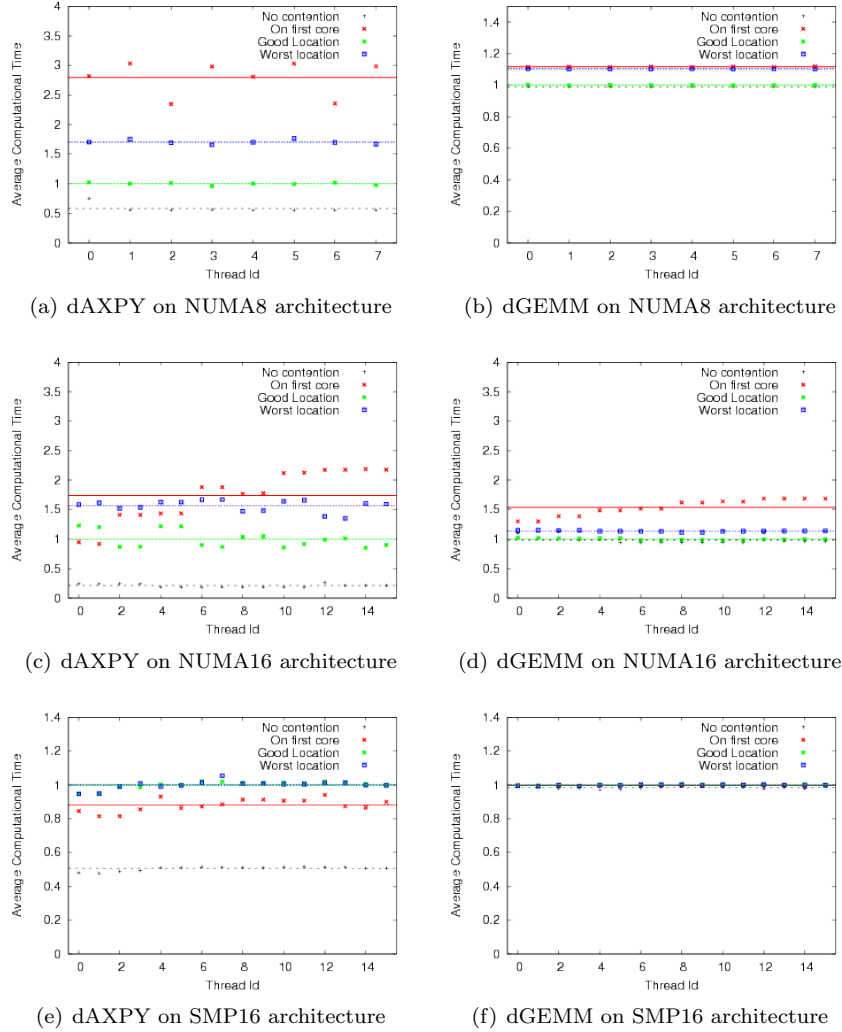 4
3.5
3
2.5
2
1.5
1
0.5
0
Average Computational Time
No contention
On first core
Good Location
Worst location
0 1 2 3 4 5 6 7
Thread Id
(a) dAXPY on NUMA8 architecture
1.4
1.2
1
0.8
0.6
0.4
0.2
0
Average Computational Time
No contention
On first core
Good Location
Worst location
0 1 2 3 4 5 6 7
Thread Id
(b) dGEMM on NUMA8 architecture
4
3.5
3
2.5
2
1.5
1
0.5
0
Average Computational Time
No contention
On first core
Good Location
Worst location
0 2 4 6 8 10 12 14
Thread Id
(c) dAXPY on NUMA16 architecture
4
3.5
3
2.5
2
1.5
1
0.5
0
Average Computational Time
No contention
On first core
Good Location
Worst location
0 2 4 6 8 10 12 14
Thread Id
(d) dGEMM on NUMA16 architecture
1.4
1.2
1
0.8
0.6
0.4
0.2
0
Average Computational Time
No contention
On first core
Good Location
Worst location
0 2 4 6 8 10 12 14
Thread Id
(e) dAXPY on SMP16 architecture
1.4
1.2
1
0.8
0.6
0.4
0.2
0
Average Computational Time
No contention
On first core
Good Location
Worst location
0 2 4 6 8 10 12 14
Thread Id
(f) dGEMM on SMP16 architecture